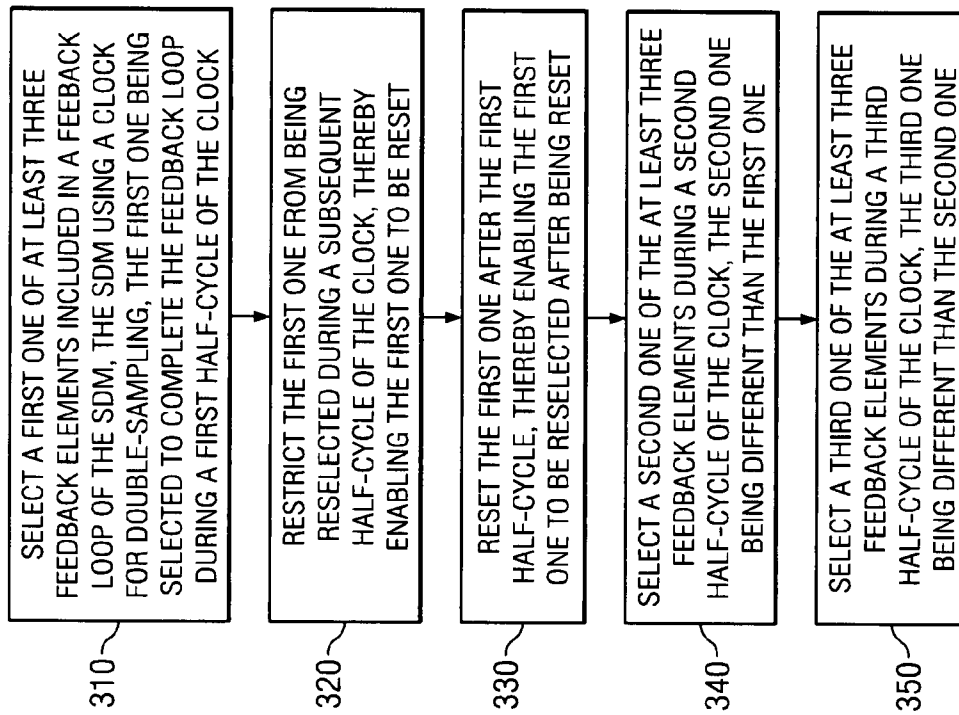 310
SELECT A FIRST ONE OF AT LEAST THREE
FEEDBACK ELEMENTS INCLUDED IN A FEEBACK
LOOP OF THE SDM, THE SDM USING A CLOCK
FOR DOUBLE-SAMPLING, THE FIRST ONE BEING
SELECTED TO COMPLETE THE FEEDBACK LOOP
DURING A FIRST HALF-CYCLE OF THE CLOCK
320
RESTRICT THE FIRST ONE FROM BEING
RESELECTED DURING A SUBSEQUENT
HALF-CYCLE OF THE CLOCK, THEREBY
ENABLING THE FIRST ONE TO BE RESET
330
RESET THE FIRST ONE AFTER THE FIRST
HALF-CYCLE, THEREBY ENABLING THE FIRST
ONE TO BE RESELECTED AFTER BEING RESET
340
SELECT A SECOND ONE OF THE AT LEAST THREE
FEEDBACK ELEMENTS DURING A SECOND
HALF-CYCLE OF THE CLOCK, THE SECOND ONE
BEING DIFFERENT THAN THE FIRST ONE
350
SELECT A THIRD ONE OF THE AT LEAST THREE
FEEDBACK ELEMENTS DURING A THIRD
HALF-CYCLE OF THE CLOCK, THE THIRD ONE
BEING DIFFERENT THAN THE SECOND ONE